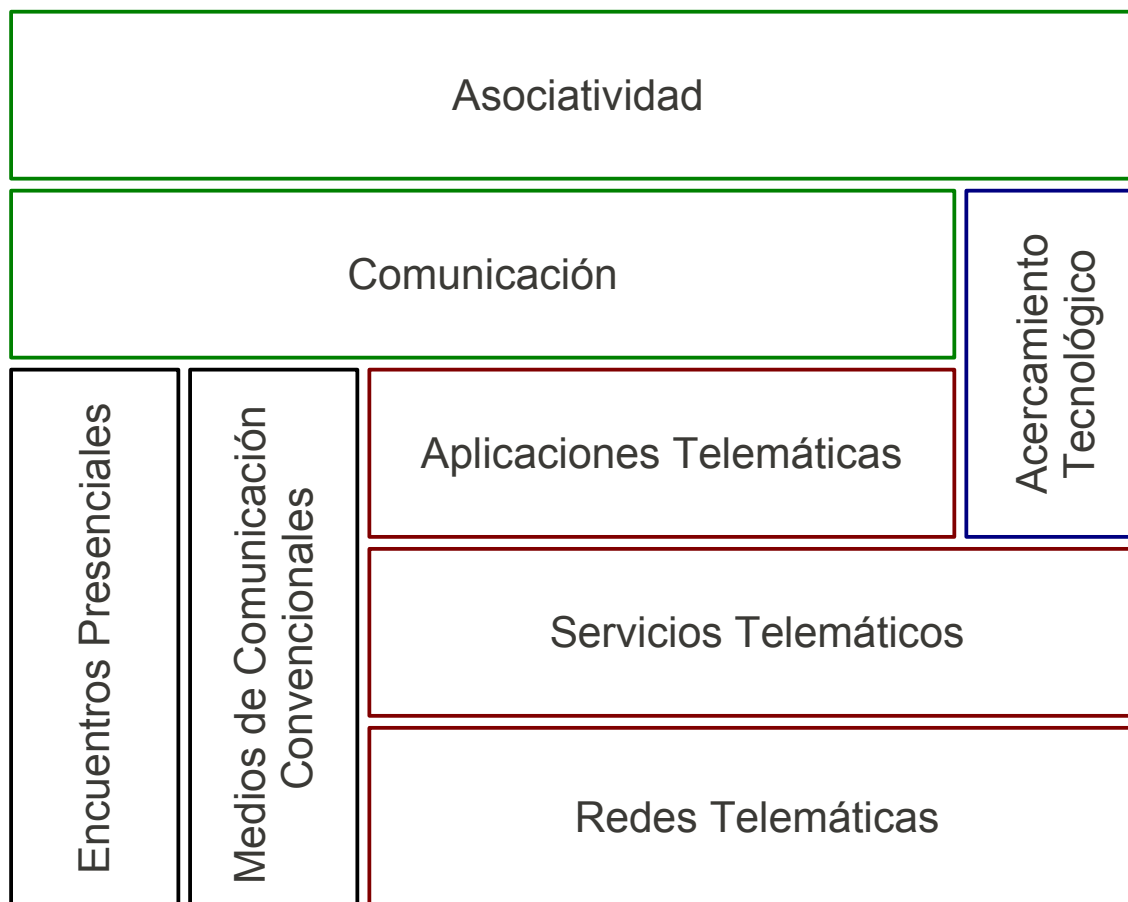 Asociatividad
Comunicación
Acercamiento
Tecnológico
Encuentros Presenciales
Medios de Comunicación
Convencionales
Aplicaciones Telemáticas
Servicios Telemáticos
Redes Telemáticas